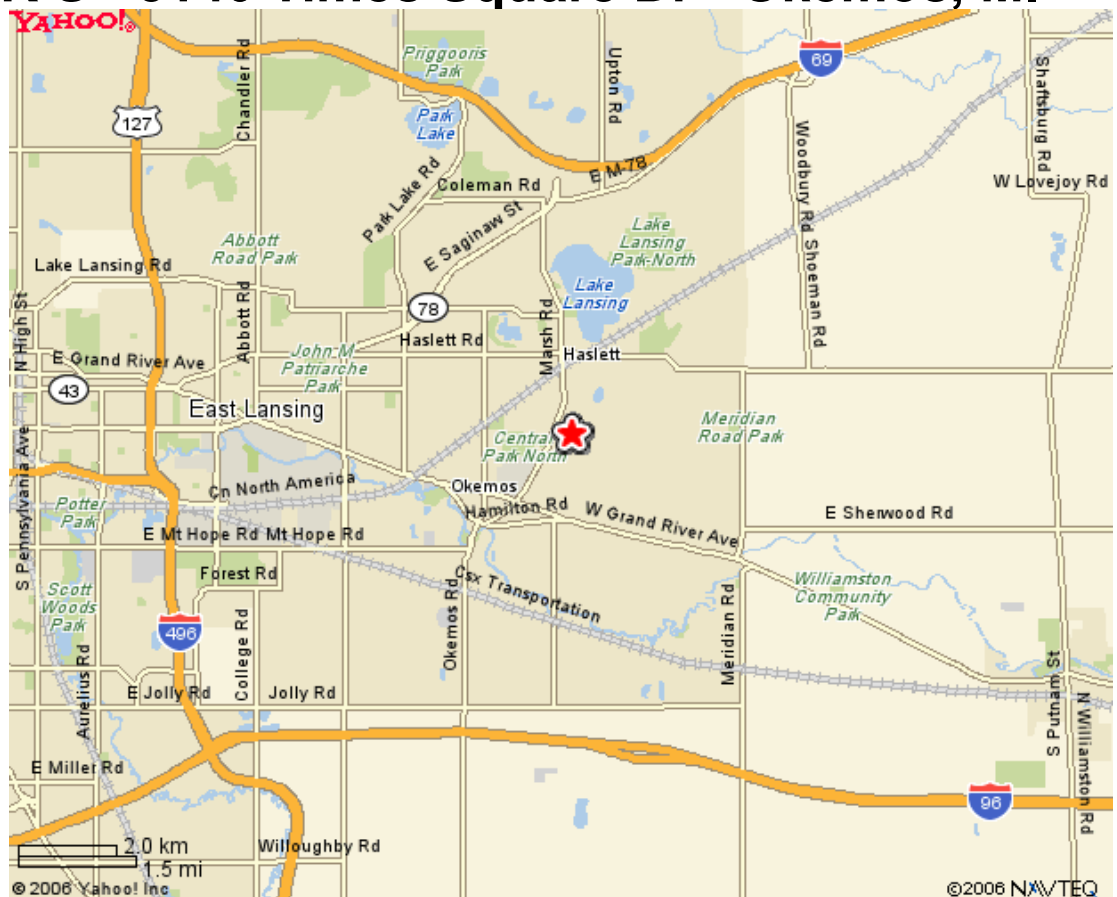 YAHOO!
Priggooris
Park
Upton Rd
69
Chandler Rd
Shaftsburg Rd
127
Park
Lake
Woodbury Rd
E M-78
Park Lake Rd
Coleman Rd
W Lovejoy Rd
E Saginaw St
Lake
Lansing
Park-North
Abbott
Road Park
Shoeman Rd
Lake Lansing Rd
Lake
Lansing
N High St
Abbott Rd
78
Marsh Rd
Haslett Rd
Haslett
E Grand River Ave
John M
Patriarche
Park
43
East Lansing
Meridian
Road Park
Central
Park North
S Pennsylvania Ave
Cn North America
Okemos
Hamilton Rd
W Grand River Ave
E Sherwood Rd
Potter
Park
E Mt Hope Rd
Mt Hope Rd
Forest Rd
Csx Transportation
Williamston
Community
Park
Scott
Woods
Park
496
College Rd
Okemos Rd
Meridian Rd
Aurelius Rd
E Jolly Rd
Jolly Rd
S Putnam St
N Williamston Rd
E Miller Rd
96
2.0 km
1.5 mi
Willoughby Rd
© 2006 Yahoo! Inc
©2006 NAVTEQ